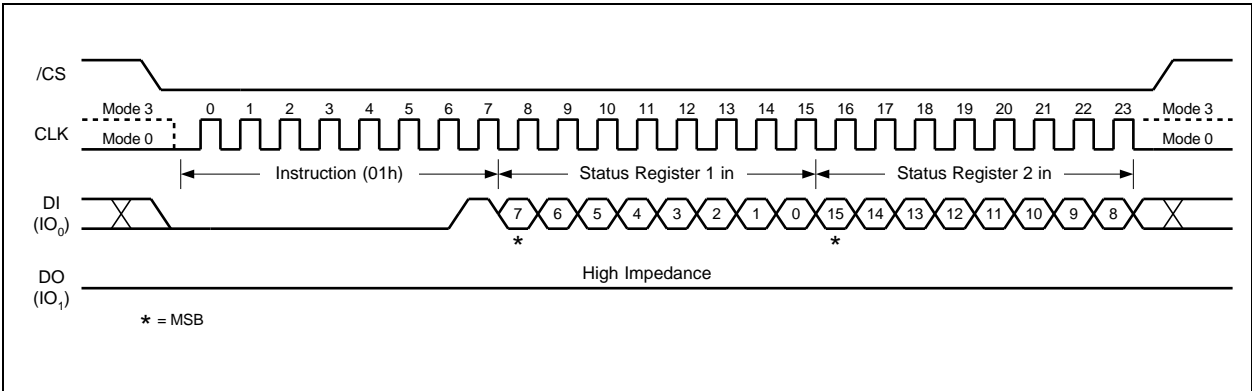 /CS
Mode 3 0 1 2 3 4 5 6 7 8 9 10 11 12 13 14 15 16 17 18 19 20 21 22 23 Mode 3
CLK
Mode 0 Mode 0
Instruction (01h) Status Register 1 in Status Register 2 in
DI
(IO0)
7 6 5 4 3 2 1 0 15 14 13 12 11 10 9 8
* *
DO
(IO1)
High Impedance
* = MSB